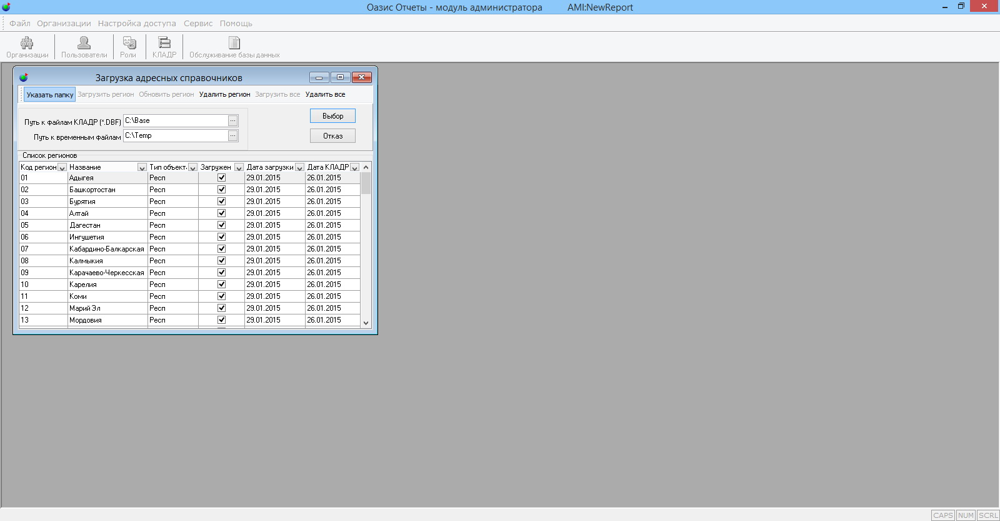 Оазис Отчеты - модуль администратора AMI:NewReport
Файл Организации Настройка доступа Сервис Помощь
Организации Пользователи Роли КЛАДР Обслуживание базы данных
Загрузка адресных справочников
Указать папку Загрузить регион Обновить регион Удалить регион Загрузить все Удалить все
Путь к файлам КЛАДР (*.DBF) C:\Base ... Выбор
Путь к временным файлам C:\Temp ... Отказ
Список регионов
Код регион Название Тип объект. Загружен Дата загрузки Дата КЛАДР
01 Адыгея Респ 29.01.2015 26.01.2015
02 Башкортостан Респ 29.01.2015 26.01.2015
03 Бурятия Респ 29.01.2015 26.01.2015
04 Алтай Респ 29.01.2015 26.01.2015
05 Дагестан Респ 29.01.2015 26.01.2015
06 Ингушетия Респ 29.01.2015 26.01.2015
07 Кабардино-Балкарская Респ 29.01.2015 26.01.2015
08 Калмыкия Респ 29.01.2015 26.01.2015
09 Карачаево-Черкесская Респ 29.01.2015 26.01.2015
10 Карелия Респ 29.01.2015 26.01.2015
11 Коми Респ 29.01.2015 26.01.2015
12 Марий Эл Респ 29.01.2015 26.01.2015
13 Мордовия Респ 29.01.2015 26.01.2015
CAPS NUM SCRL